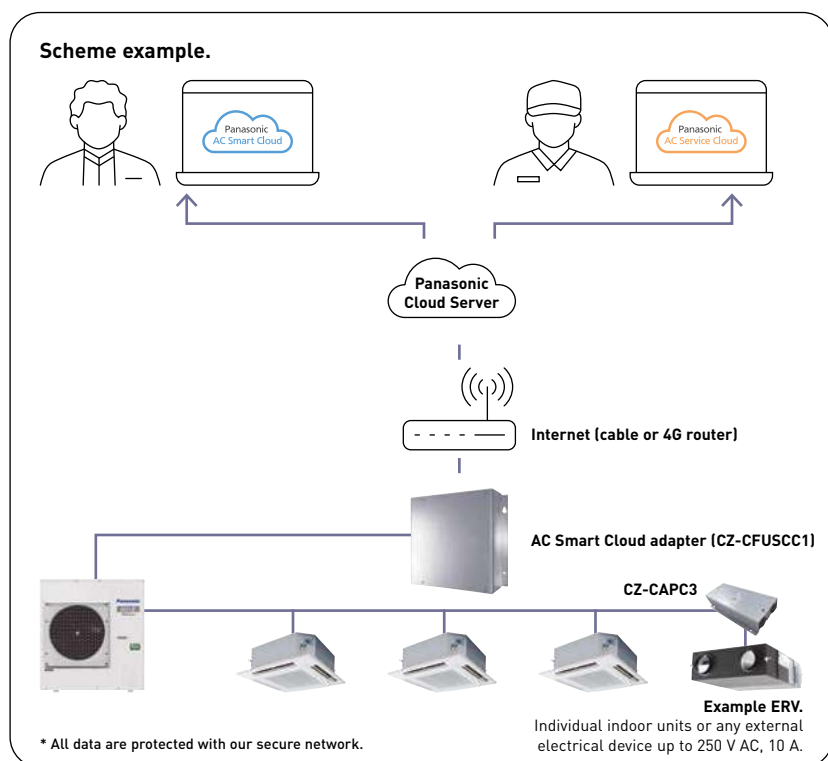 Scheme example.
Panasonic
AC Smart Cloud
Panasonic
AC Service Cloud
Panasonic
Cloud Server
Internet (cable or 4G router)
AC Smart Cloud adapter (CZ-CFUSCC1)
CZ-CAPC3
Panasonic
Example ERV.
Individual indoor units or any external
electrical device up to 250 V AC, 10 A.
* All data are protected with our secure network.